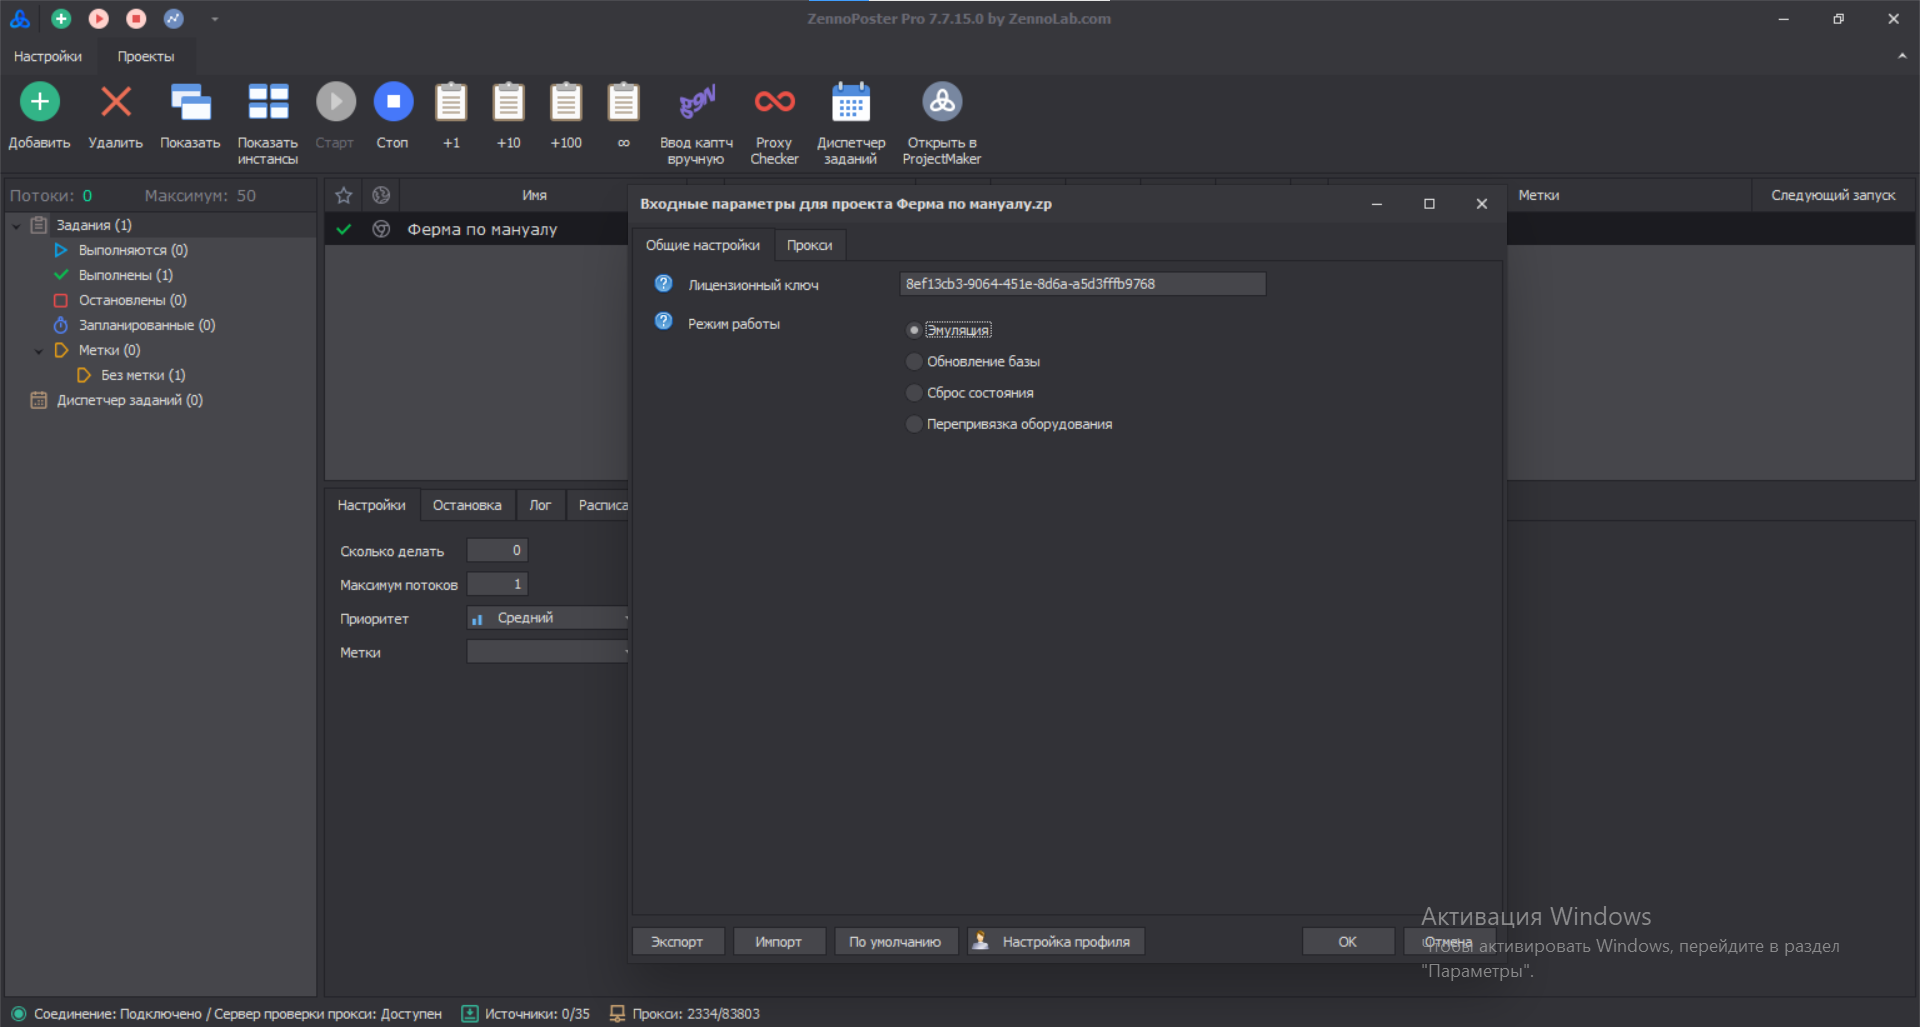 ZennoPoster Pro 7.7.15.0 by ZennoLab.com
Настройки
Проекты
Добавить
Удалить
Показать
Показать
инстансы
Старт
Стоп
+1
+10
+100
∞
Ввод каптч
вручную
Proxy
Checker
Диспетчер
заданий
Открыть в
ProjectMaker
Потоки: 0
Максимум: 50
Задания (1)
Выполняются (0)
Выполнены (1)
Остановлены (0)
Запланированные (0)
Метки (0)
Без метки (1)
Диспетчер заданий (0)
Имя
Метки
Следующий запуск
Ферма по мануалу
Настройки
Остановка
Лог
Расписа
Сколько делать
0
Максимум потоков
1
Приоритет
Средний
Метки
Входные параметры для проекта Ферма по мануалу.zp
Общие настройки
Прокси
Лицензионный ключ
8ef13cb3-9064-451e-8d6a-a5d3fffb9768
Режим работы
Эмуляция
Обновление базы
Сброс состояния
Перепривязка оборудования
Экспорт
Импорт
По умолчанию
Настройка профиля
OK
Отмена
Активация Windows
Чтобы активировать Windows, перейдите в раздел
"Параметры".
Соединение: Подключено / Сервер проверки прокси: Доступен
Источники: 0/35
Прокси: 2334/83803